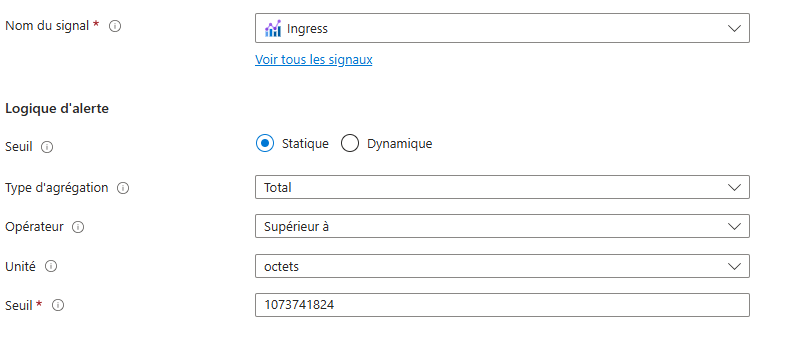 Nom du signal * Ingress
Voir tous les signaux
Logique d'alerte
Seuil Statique Dynamique
Type d'agrégation Total
Opérateur Supérieur à
Unité octets
Seuil * 1073741824